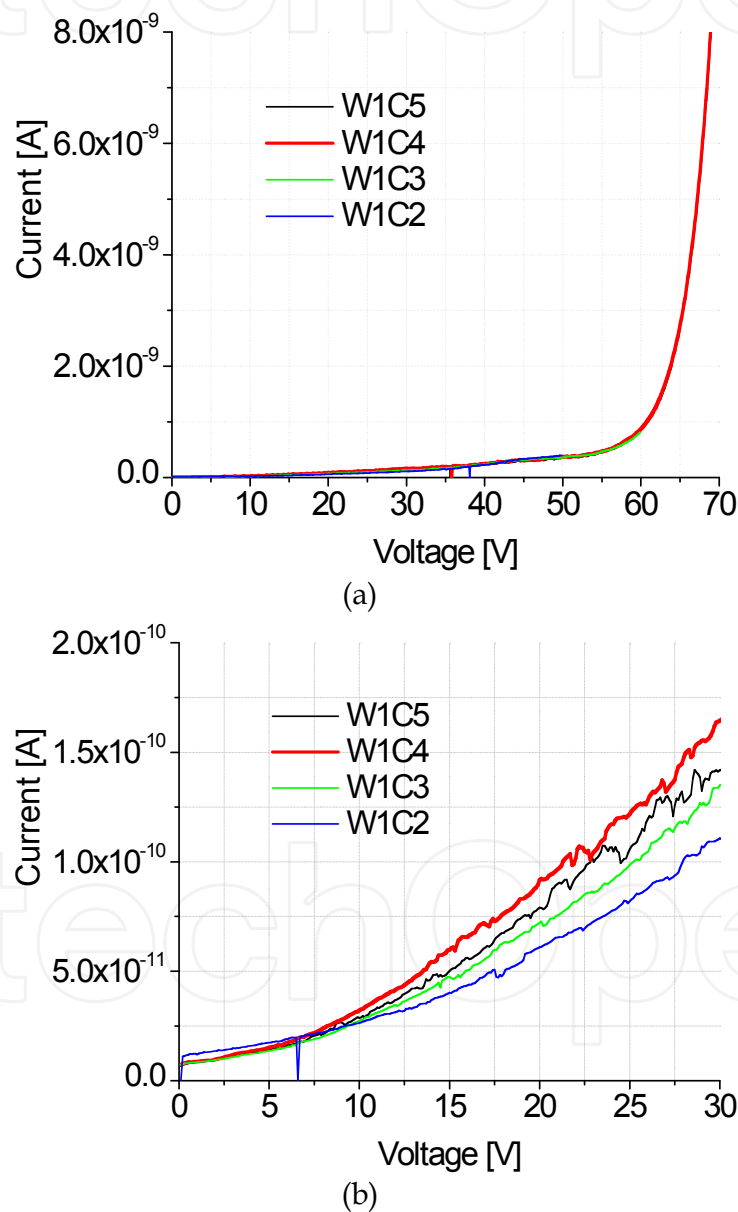 8.0x10⁻⁹
6.0x10⁻⁹
4.0x10⁻⁹
2.0x10⁻⁹
0.0
Current [A]
W1C5
W1C4
W1C3
W1C2
0 10 20 30 40 50 60 70
Voltage [V]
(a)
2.0x10⁻¹⁰
1.5x10⁻¹⁰
1.0x10⁻¹⁰
5.0x10⁻¹¹
0.0
Current [A]
W1C5
W1C4
W1C3
W1C2
0 5 10 15 20 25 30
Voltage [V]
(b)